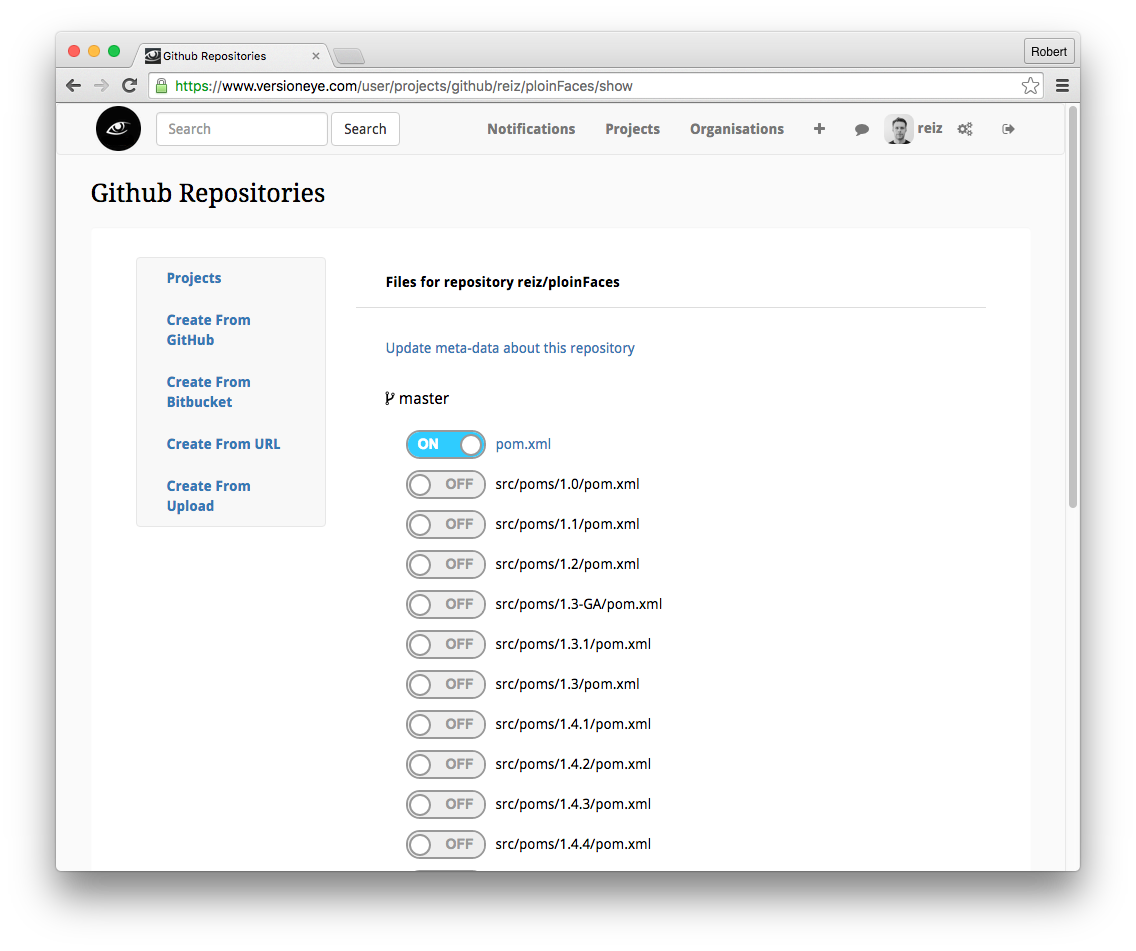 Github Repositories
Robert
https://www.versioneye.com/user/projects/github/reiz/ploinFaces/show
Search Search Notifications Projects Organisations reiz
Github Repositories
Projects
Create From
GitHub
Create From
Bitbucket
Create From URL
Create From
Upload
Files for repository reiz/ploinFaces
Update meta-data about this repository
master
ON pom.xml
OFF src/poms/1.0/pom.xml
OFF src/poms/1.1/pom.xml
OFF src/poms/1.2/pom.xml
OFF src/poms/1.3-GA/pom.xml
OFF src/poms/1.3.1/pom.xml
OFF src/poms/1.3/pom.xml
OFF src/poms/1.4.1/pom.xml
OFF src/poms/1.4.2/pom.xml
OFF src/poms/1.4.3/pom.xml
OFF src/poms/1.4.4/pom.xml